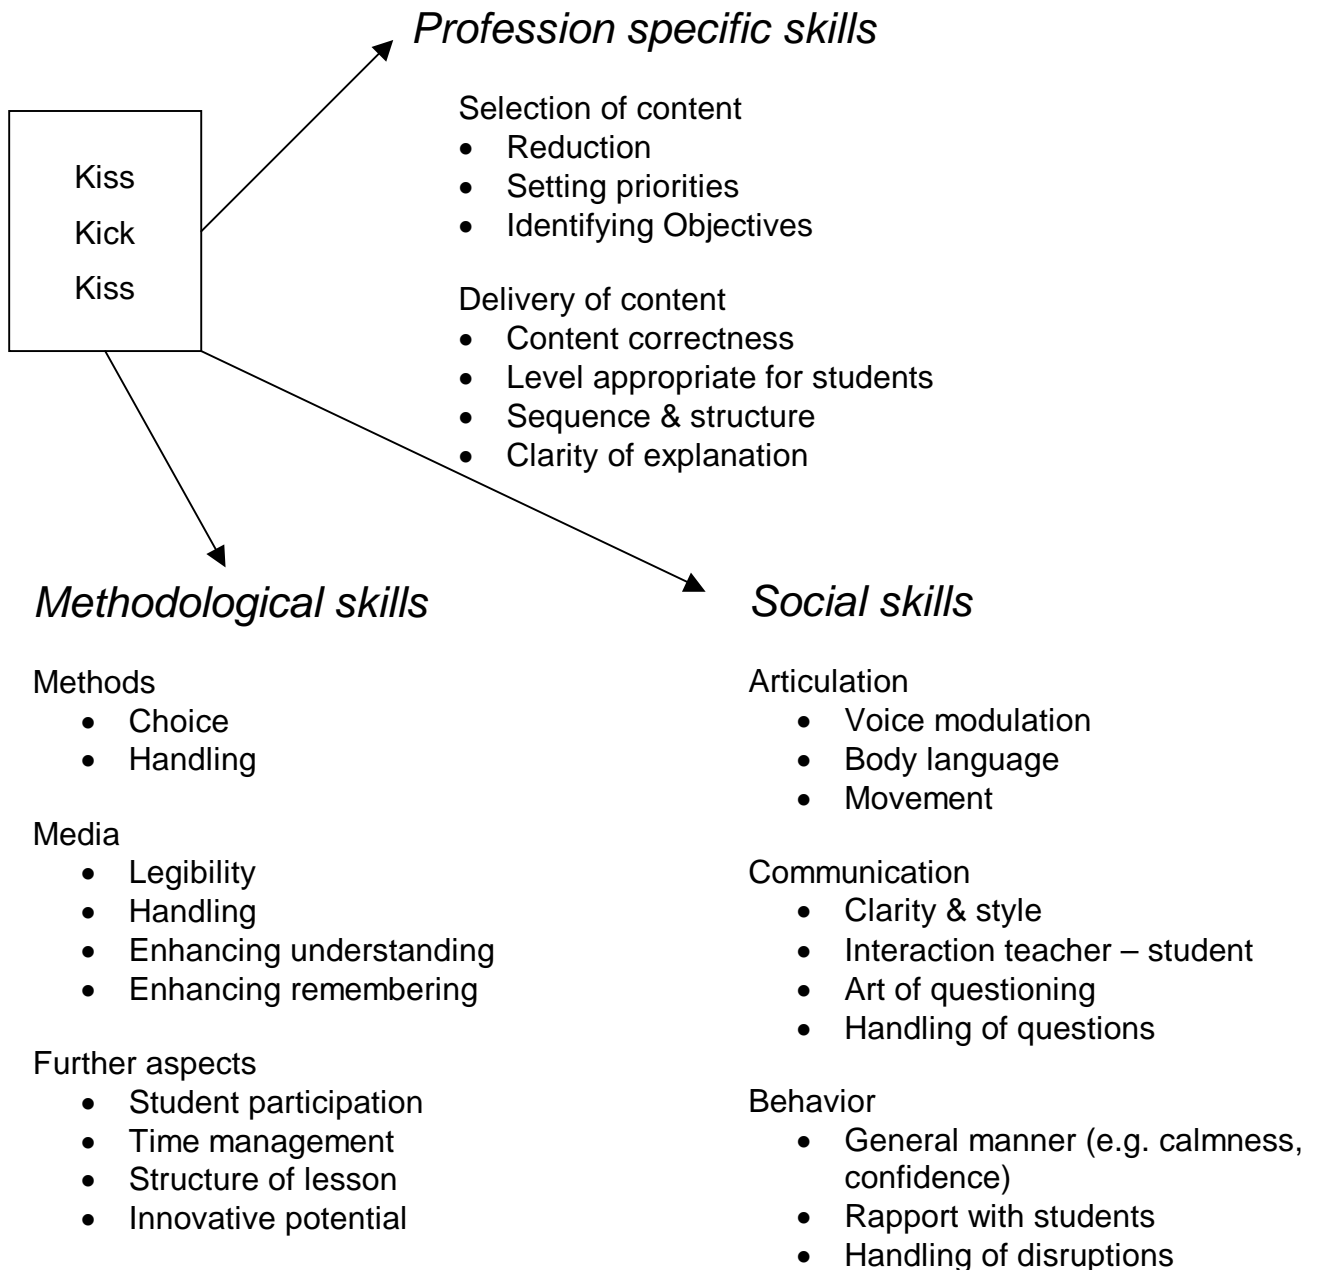 Profession specific skills
Kiss
Kick
Kiss
Selection of content
• Reduction
• Setting priorities
• Identifying Objectives
Delivery of content
• Content correctness
• Level appropriate for students
• Sequence & structure
• Clarity of explanation
Methodological skills
Methods
• Choice
• Handling
Media
• Legibility
• Handling
• Enhancing understanding
• Enhancing remembering
Further aspects
• Student participation
• Time management
• Structure of lesson
• Innovative potential
Social skills
Articulation
• Voice modulation
• Body language
• Movement
Communication
• Clarity & style
• Interaction teacher – student
• Art of questioning
• Handling of questions
Behavior
• General manner (e.g. calmness,
confidence)
• Rapport with students
• Handling of disruptions